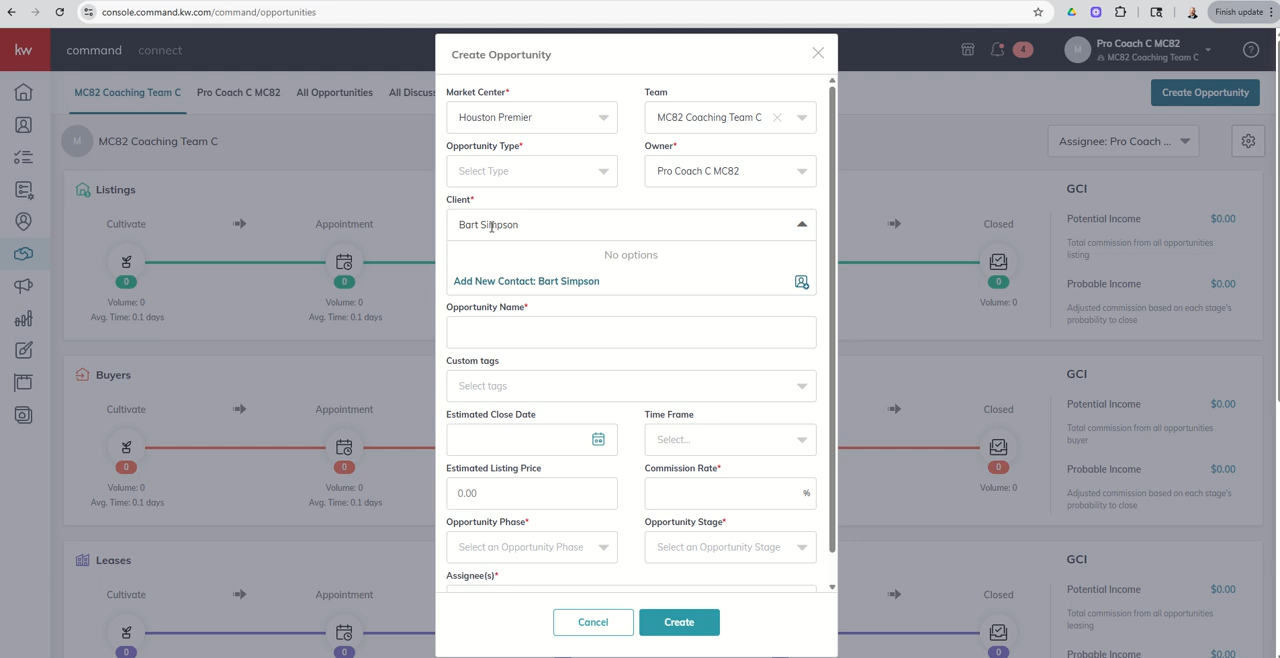 console.command.kw.com/command/opportunities
Finish update
kw
command
connect
4
M
Pro Coach C MC82
MC82 Coaching Team C
?
MC82 Coaching Team C
Pro Coach C MC82
All Opportunities
All Discus
Create Opportunity
M
MC82 Coaching Team C
Assignee: Pro Coach ...
Create Opportunity
Market Center*
Team
Houston Premier
MC82 Coaching Team C
Opportunity Type*
Owner*
Select Type
Pro Coach C MC82
Client*
Bart Simpson
No options
Add New Contact: Bart Simpson
Opportunity Name*
Custom tags
Select tags
Estimated Close Date
Time Frame
Select...
Estimated Listing Price
Commission Rate*
0.00
%
Opportunity Phase*
Opportunity Stage*
Select an Opportunity Phase
Select an Opportunity Stage
Assignee(s)*
Cancel
Create
Listings
Cultivate
Appointment
Closed
0
0
0
Volume: 0
Volume: 0
Volume: 0
Avg. Time: 0.1 days
Avg. Time: 0.1 days
GCI
Potential Income
$0.00
Total commission from all opportunities
listing
Probable Income
$0.00
Adjusted commission based on each stage's
probability to close
Buyers
Cultivate
Appointment
Closed
0
0
0
Volume: 0
Volume: 0
Volume: 0
Avg. Time: 0.1 days
Avg. Time: 0.1 days
GCI
Potential Income
$0.00
Total commission from all opportunities
buyer
Probable Income
$0.00
Adjusted commission based on each stage's
probability to close
Leases
Cultivate
Appointment
Closed
0
0
0
GCI
Potential Income
$0.00
Total commission from all opportunities
leasing
Probable Income
$0.00